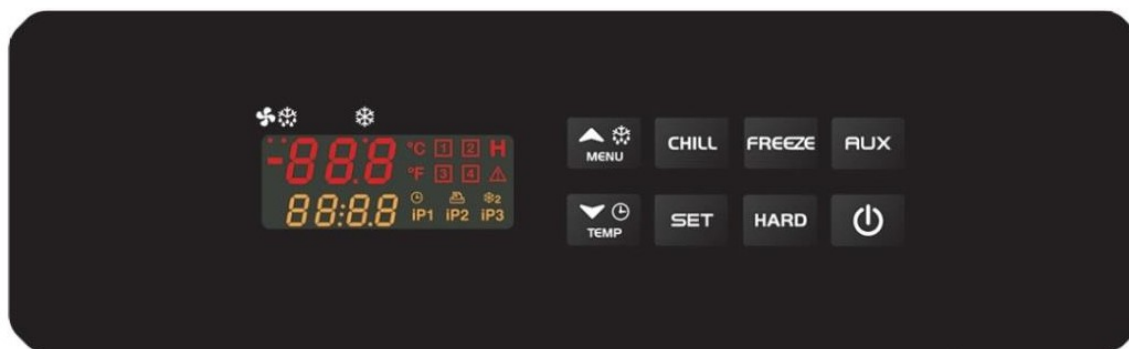 -88.8 °C 1 2 H
°F 3 4
88:8.8 iP1 iP2 iP3
2
MENU
CHILL
FREEZE
AUX
TEMP
SET
HARD